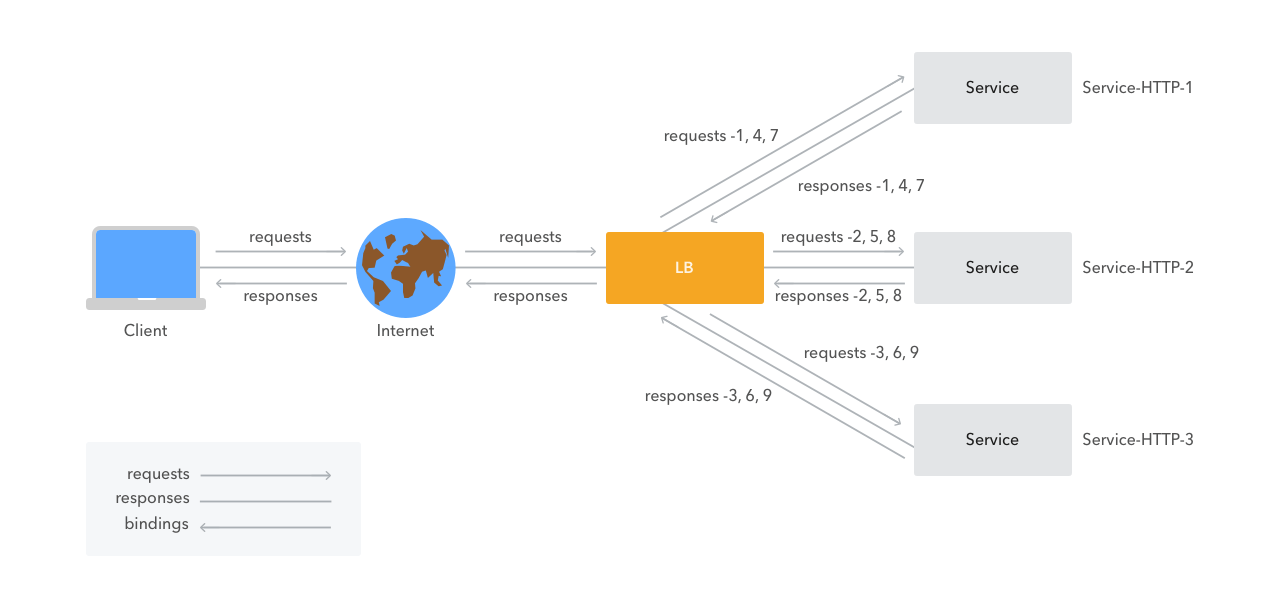 Service
Service-HTTP-1
requests -1, 4, 7
responses -1, 4, 7
requests
requests
requests -2, 5, 8
LB
Service
Service-HTTP-2
responses
responses
responses -2, 5, 8
Client
Internet
requests -3, 6, 9
responses -3, 6, 9
Service
Service-HTTP-3
requests
responses
bindings